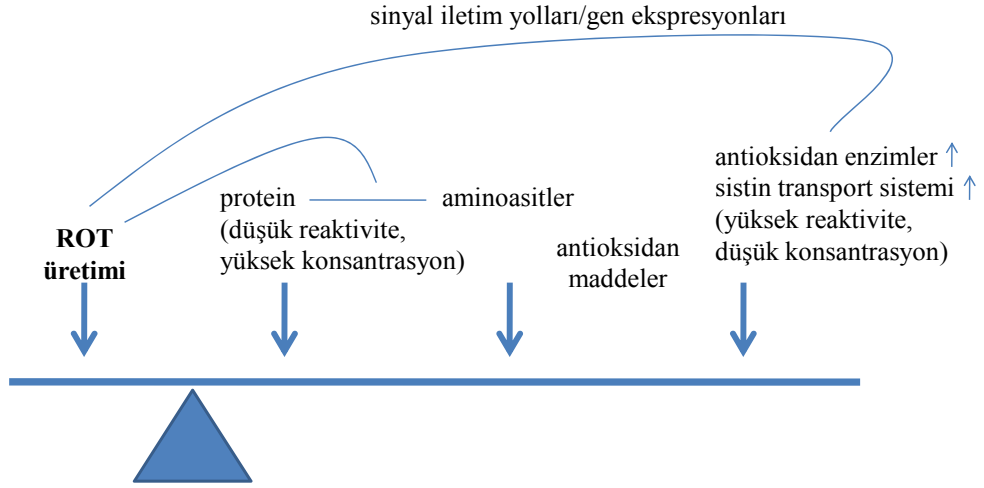 sinyal iletim yolları/gen ekspresyonları
ROT
üretimi
protein
(düşük reaktivite,
yüksek konsantrasyon)
aminoasitler
antioksidan
maddeler
antioksidan enzimler ↑
sistin transport sistemi ↑
(yüksek reaktivite,
düşük konsantrasyon)